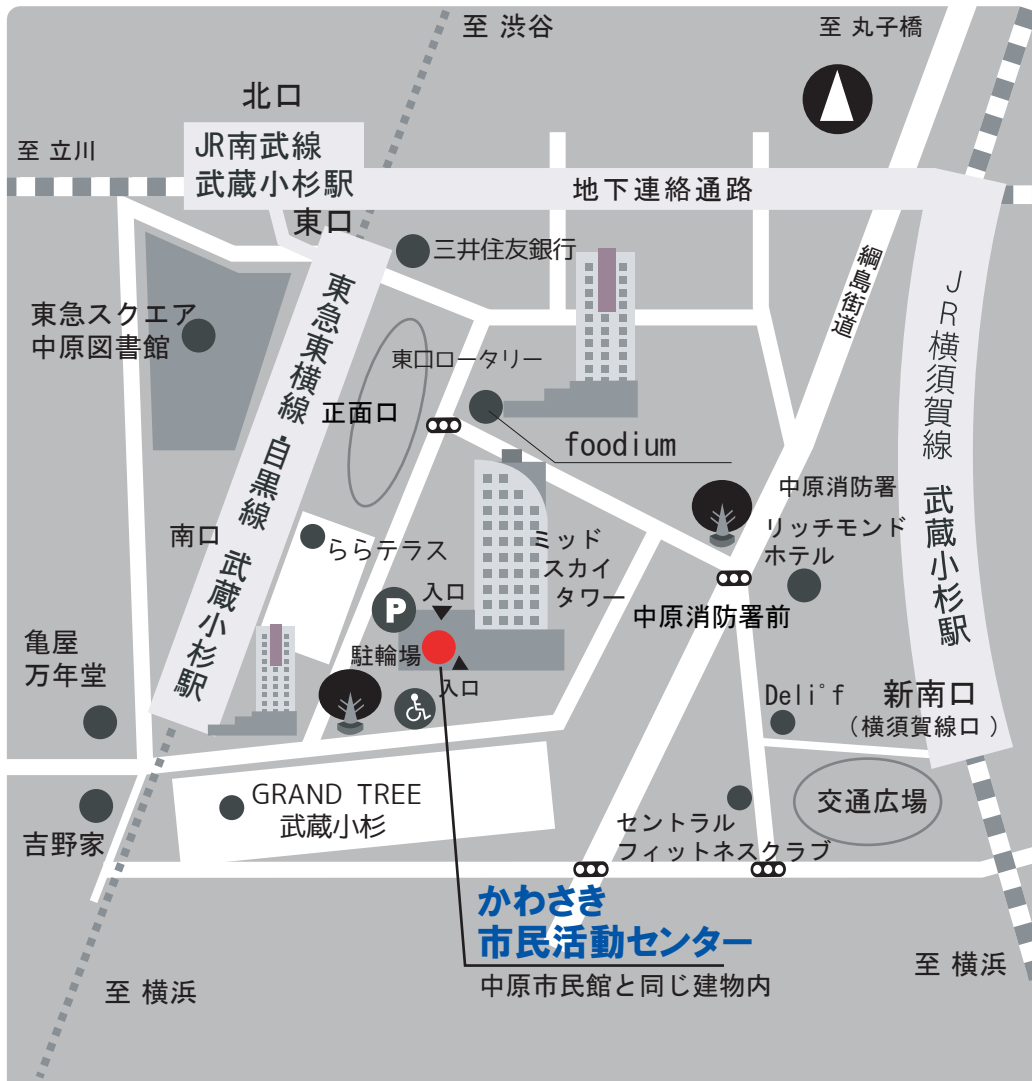 至 渋谷
至 丸子橋
北口
至 立川
JR南武線
武蔵小杉駅
東口
地下連絡通路
三井住友銀行
綱島街道
東急スクエア
中原図書館
東口ロータリー
正面口
foodium
東急東横線 目黒線 武蔵小杉駅
JR横須賀線 武蔵小杉駅
中原消防署
リッチモンド
ホテル
南口
ららテラス
ミッド
スカイ
タワー
入口
P
中原消防署前
駐輪場
入口
亀屋
万年堂
Deli゜f
新南口
(横須賀線口)
GRAND TREE
武蔵小杉
交通広場
吉野家
セントラル
フィットネスクラブ
かわさき
市民活動センター
中原市民館と同じ建物内
至 横浜
至 横浜